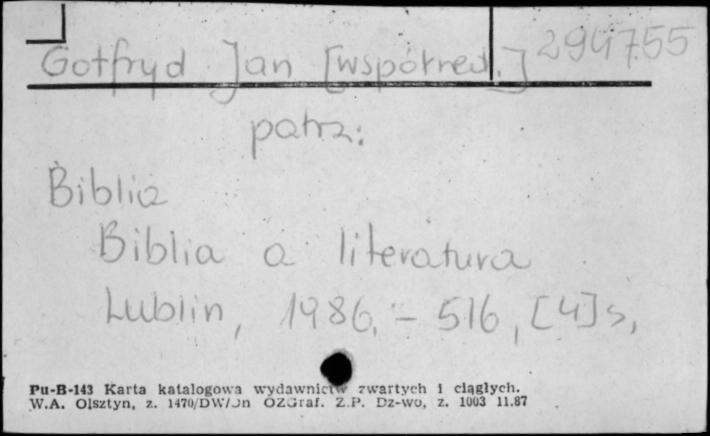 Gotfryd Jan [współred.] 294755
patrz:
Biblia
Biblia a literatura
Lublin, 1986. – 516, [4] s,
Pu-B-143 Karta katalogowa wydawnictw zwartych i ciągłych.
W.A. Olsztyn, z. 1470/DW/Jn OZGraf. Z.P. Dz-wo, z. 1003 11.87